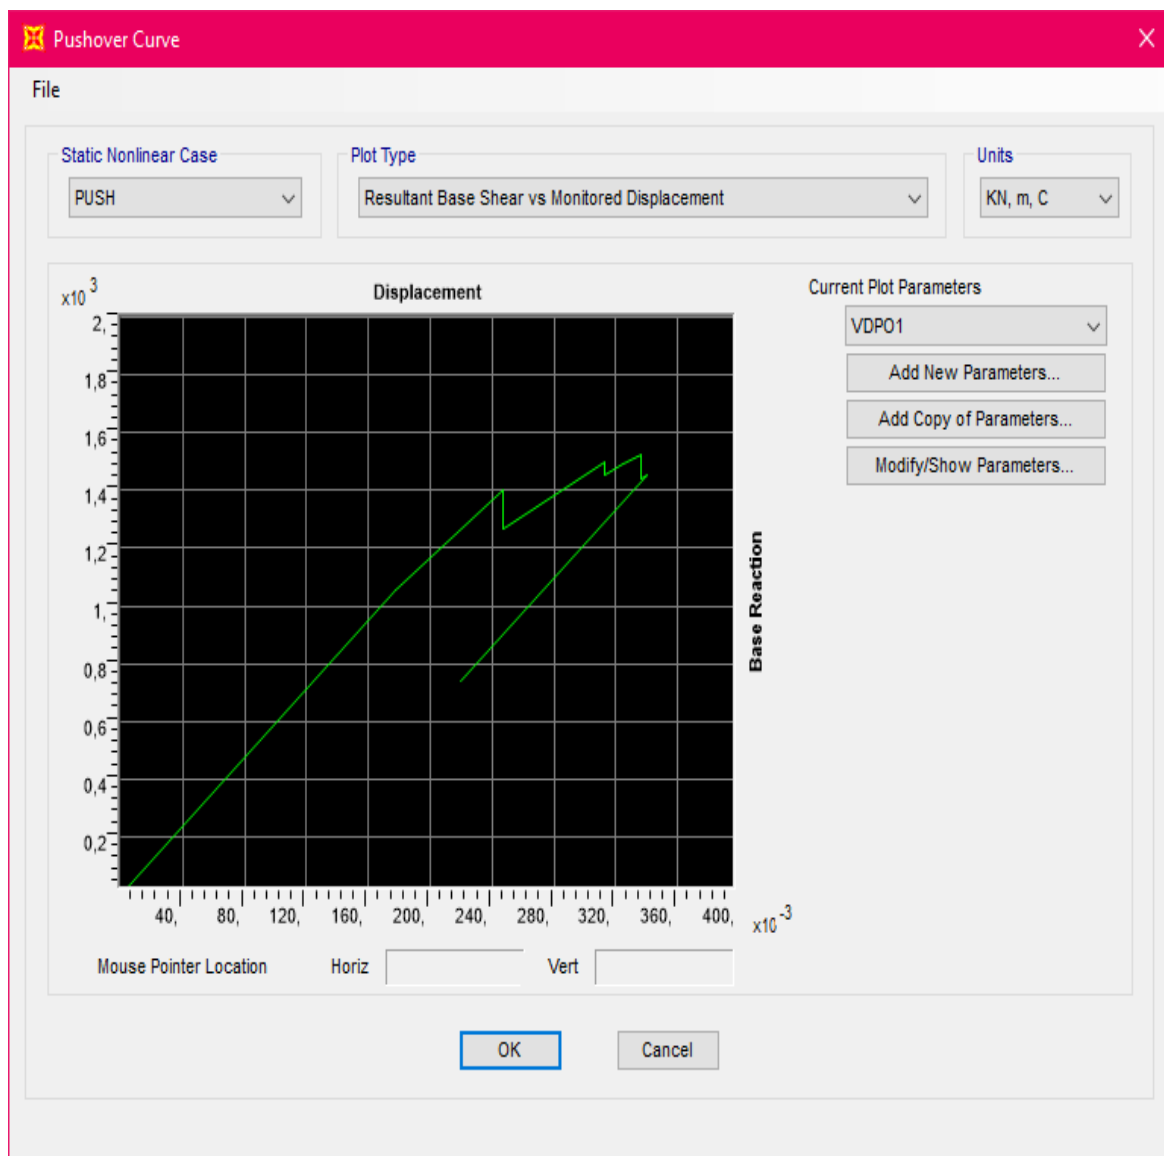 Pushover Curve
File
Static Nonlinear Case
Plot Type
Units
PUSH
Resultant Base Shear vs Monitored Displacement
KN, m, C
x10 3
Displacement
Current Plot Parameters
VDPO1
Add New Parameters...
Add Copy of Parameters...
Modify/Show Parameters...
2,
1,8
1,6
1,4
1,2
1,
0,8
0,6
0,4
0,2
Base Reaction
40, 80, 120, 160, 200, 240, 280, 320, 360, 400,
x10 -3
Mouse Pointer Location Horiz Vert
OK Cancel